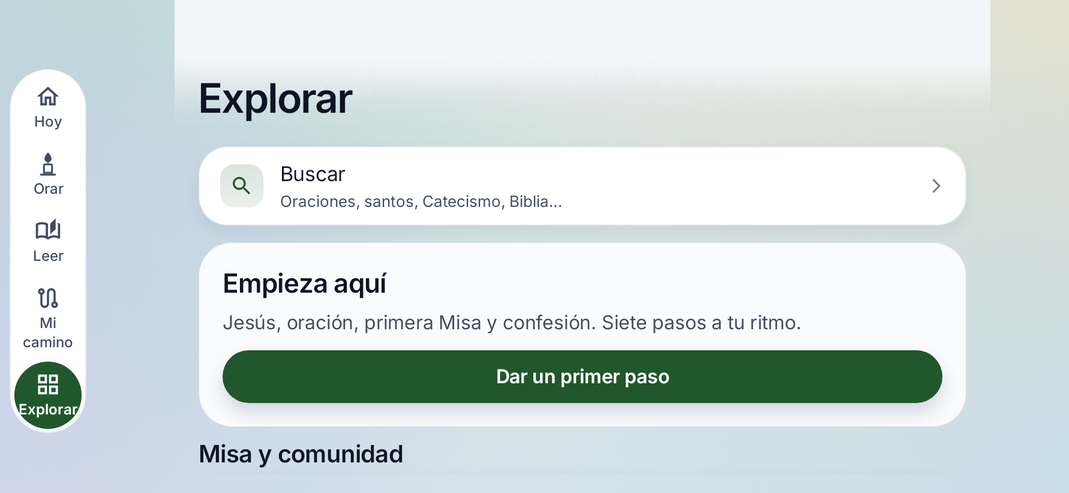 Hoy
Orar
Leer
Mi
camino
Explorar
Explorar
Buscar
Oraciones, santos, Catecismo, Biblia...
Empieza aquí
Jesús, oración, primera Misa y confesión. Siete pasos a tu ritmo.
Dar un primer paso
Misa y comunidad